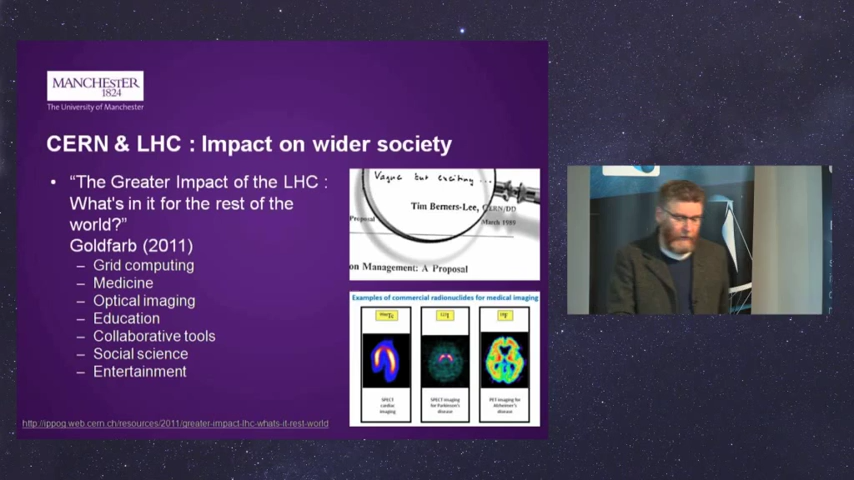 MANCHESTER
1824
The University of Manchester
CERN & LHC : Impact on wider society
• “The Greater Impact of the LHC :
What's in it for the rest of the
world?”
Goldfarb (2011)
– Grid computing
– Medicine
– Optical imaging
– Education
– Collaborative tools
– Social science
– Entertainment
http://ippog.web.cern.ch/resources/2011/greater-impact-lhc-whats-it-rest-world
Vague but exciting ...
Tim Berners-Lee, CERN/DD
Proposal
March 1989
on Management: A Proposal
Examples of commercial radionuclides for medical imaging
SPECT
cardiac
imaging
SPECT imaging
for Parkinson's
disease
PET imaging for
Alzheimer's
disease